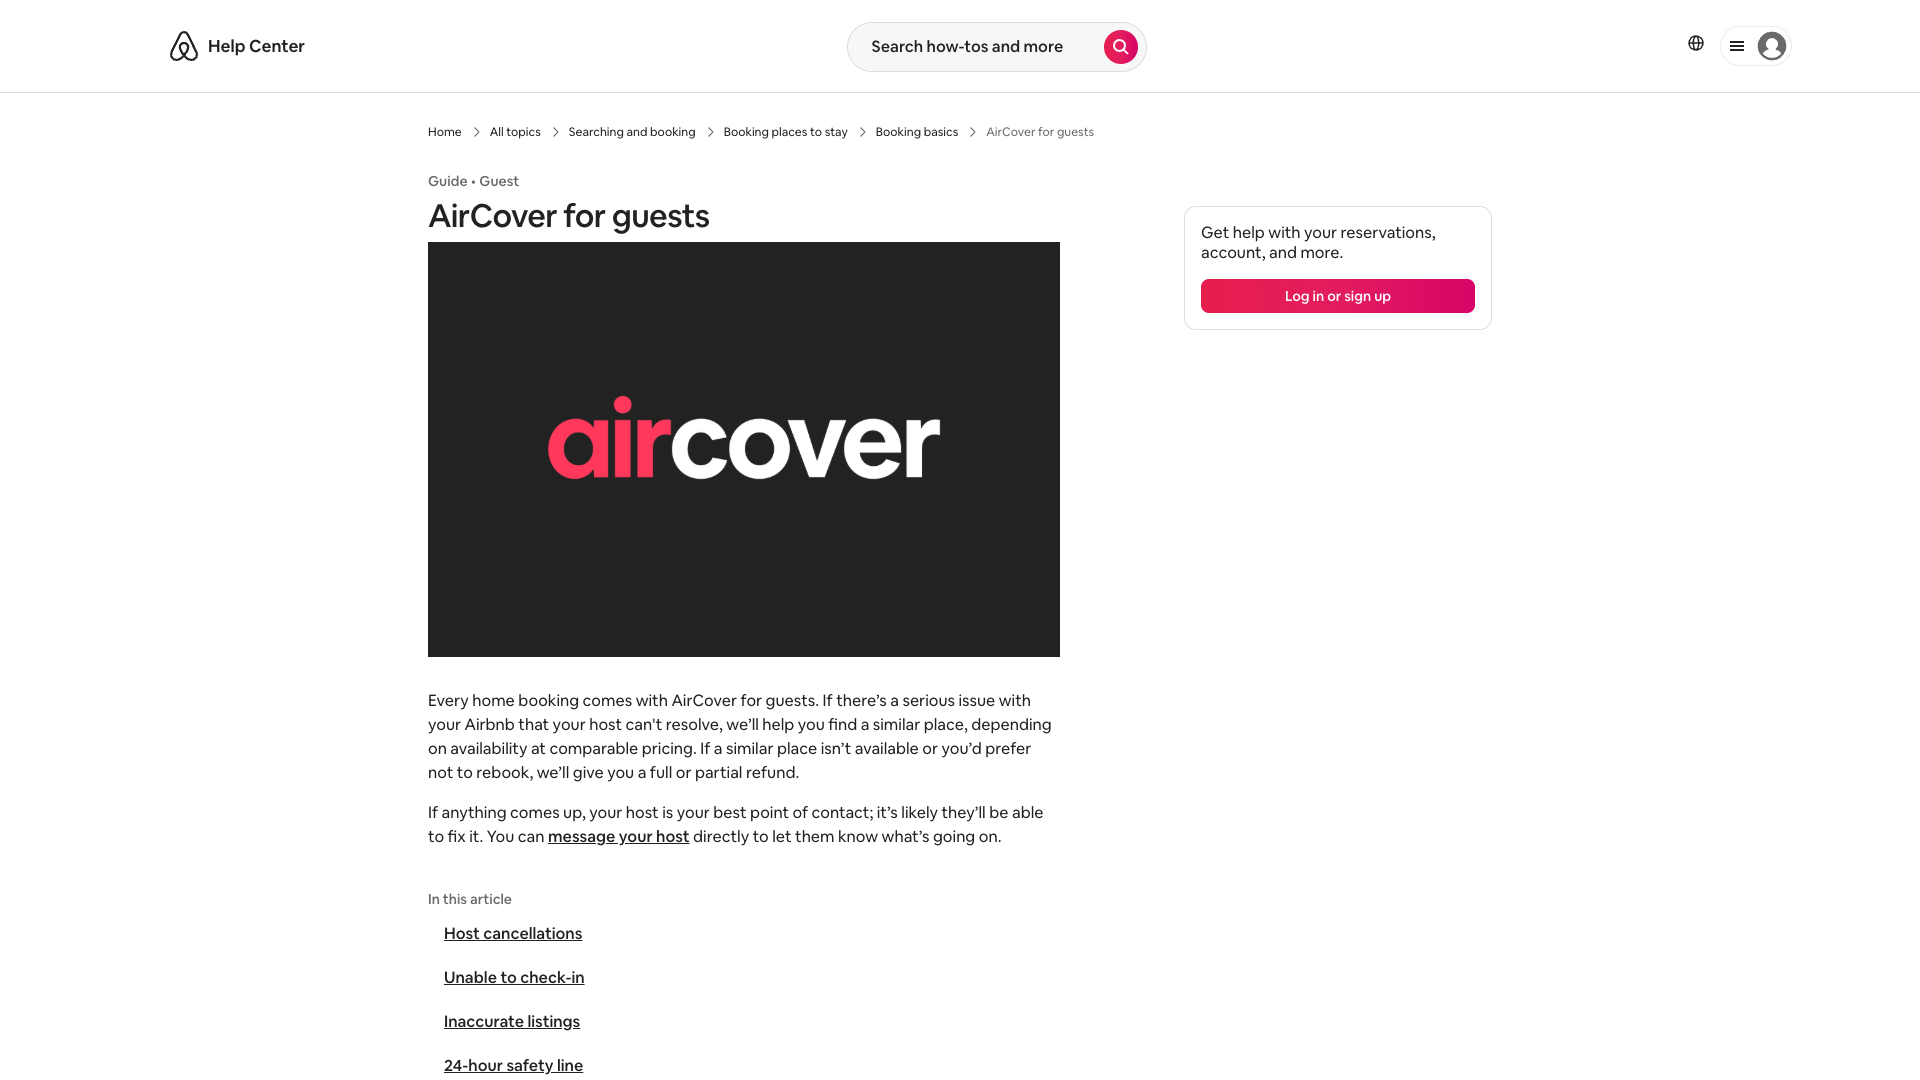 Help Center
Search how-tos and more
Home
All topics
Searching and booking
Booking places to stay
Booking basics
AirCover for guests
Guide • Guest
AirCover for guests
Get help with your reservations,
account, and more.
Log in or sign up
aircover
Every home booking comes with AirCover for guests. If there’s a serious issue with
your Airbnb that your host can't resolve, we’ll help you find a similar place, depending
on availability at comparable pricing. If a similar place isn’t available or you’d prefer
not to rebook, we’ll give you a full or partial refund.
If anything comes up, your host is your best point of contact; it’s likely they’ll be able
to fix it. You can message your host directly to let them know what’s going on.
In this article
Host cancellations
Unable to check-in
Inaccurate listings
24-hour safety line